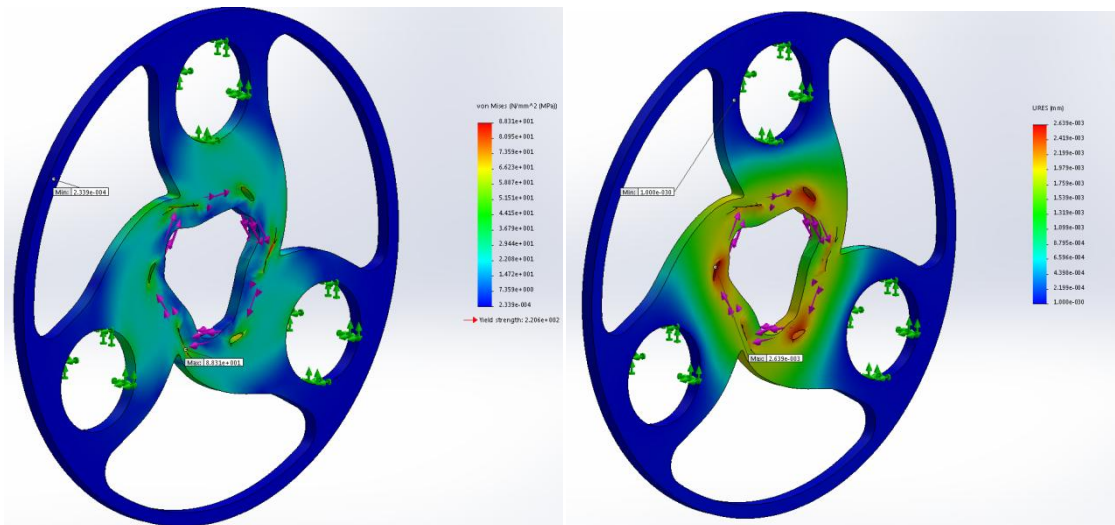 von Mises (N/mm^2 (MPa))
8.831e+001
8.095e+001
7.359e+001
6.623e+001
5.887e+001
5.151e+001
4.415e+001
3.679e+001
2.944e+001
2.208e+001
1.472e+001
7.359e+000
2.339e-004
Yield strength: 2.206e+002
Min: 2.339e-004
Max: 8.831e+001
URES (mm)
2.639e-003
2.419e-003
2.199e-003
1.979e-003
1.759e-003
1.539e-003
1.319e-003
1.099e-003
8.795e-004
6.596e-004
4.398e-004
2.199e-004
1.000e-030
Min: 1.000e-030
Max: 2.639e-003